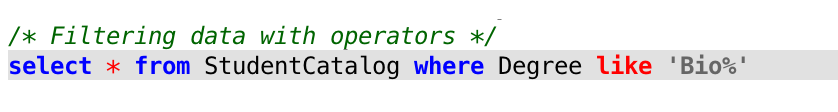 /* Filtering data with operators */
select * from StudentCatalog where Degree like 'Bio%'